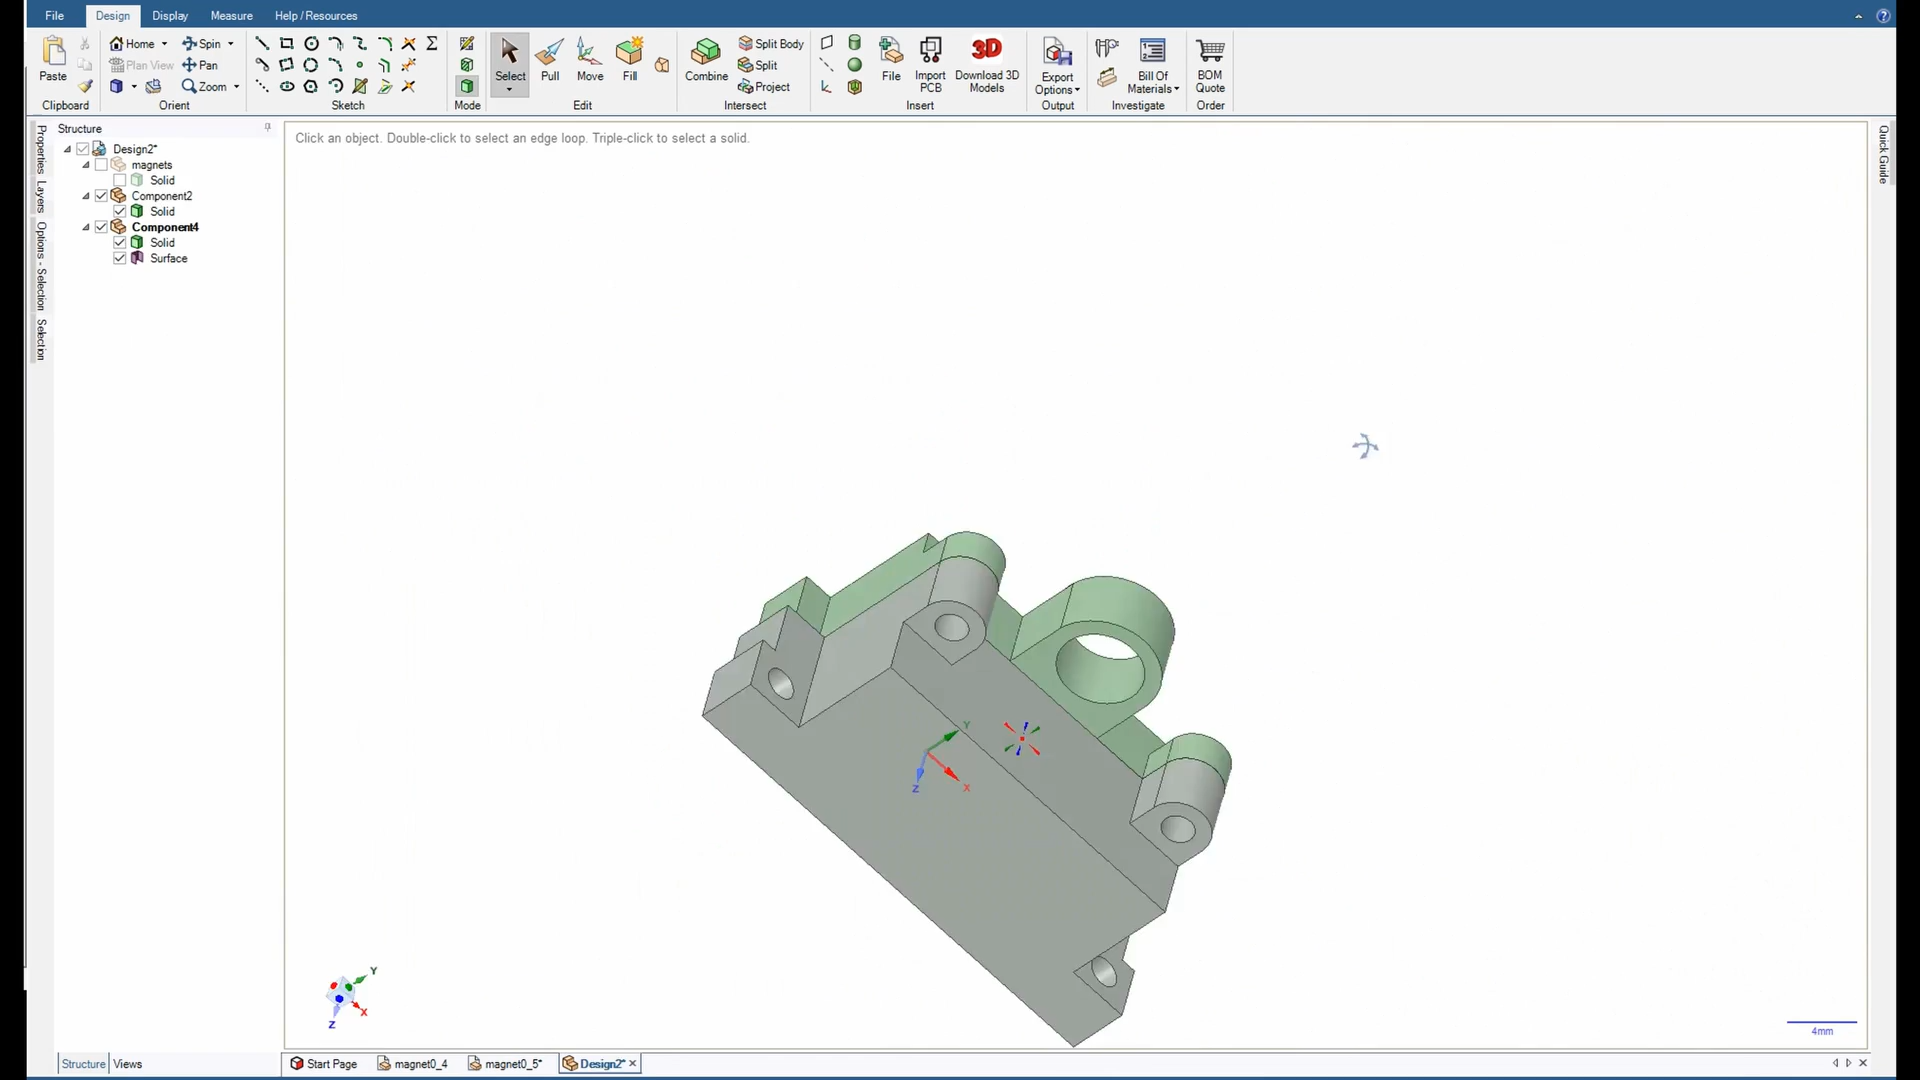 File Design Display Measure Help / Resources
Paste
Home Spin
Plan View Pan
Zoom
Select Pull Move Fill
Combine
Split Body
Split
Project
File Import PCB Download 3D Models
3D
Export Options
Bill Of Materials
BOM Quote
Clipboard Orient Sketch Mode Edit Intersect Insert Output Investigate Order
Properties
Layers
Options - Selection
Selection
Structure
Design2*
magnets
Solid
Component2
Solid
Component4
Solid
Surface
Click an object. Double-click to select an edge loop. Triple-click to select a solid.
Quick Guide
Y
X
Z
Y
X
Z
4mm
Structure Views
Start Page magnet0_4 magnet0_5* Design2*